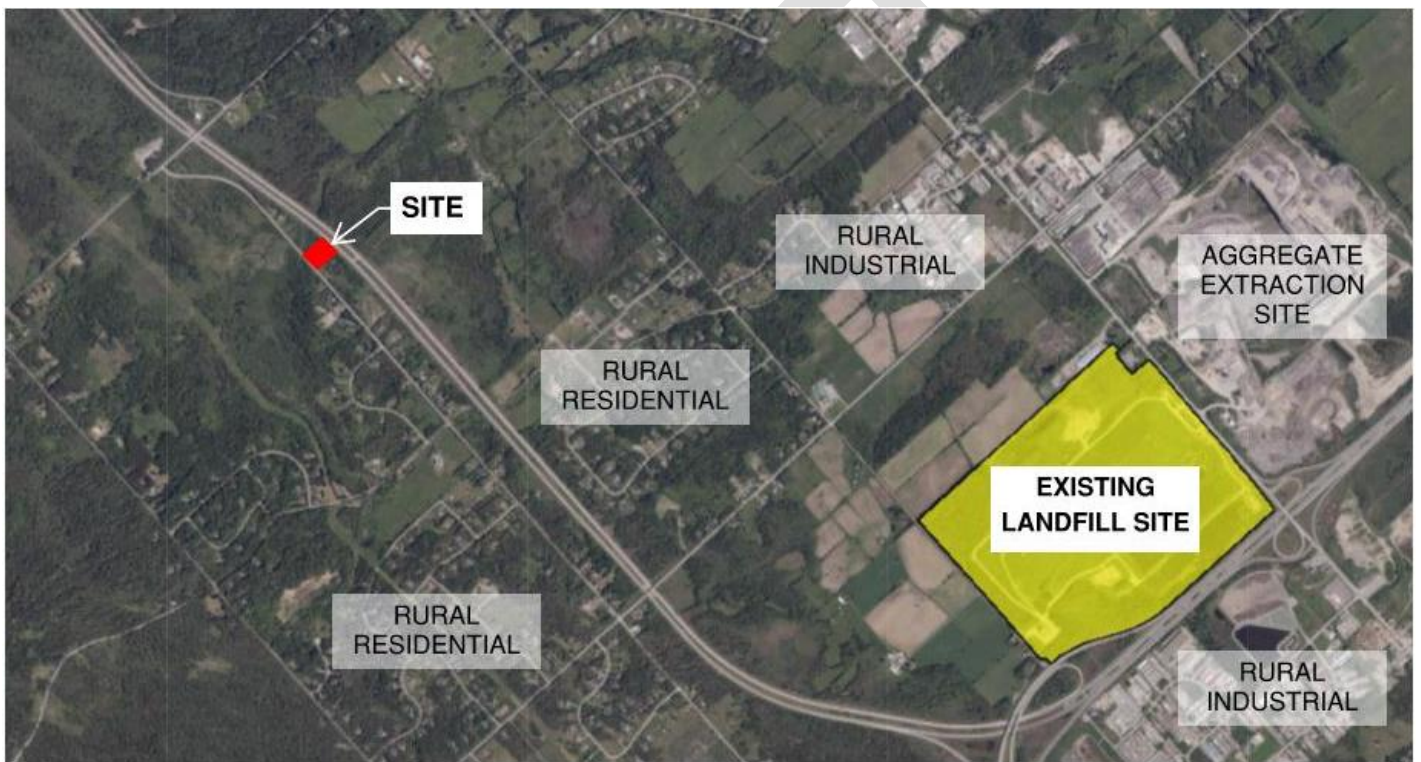 SITE
RURAL
INDUSTRIAL
AGGREGATE
EXTRACTION
SITE
RURAL
RESIDENTIAL
EXISTING
LANDFILL SITE
RURAL
RESIDENTIAL
RURAL
INDUSTRIAL